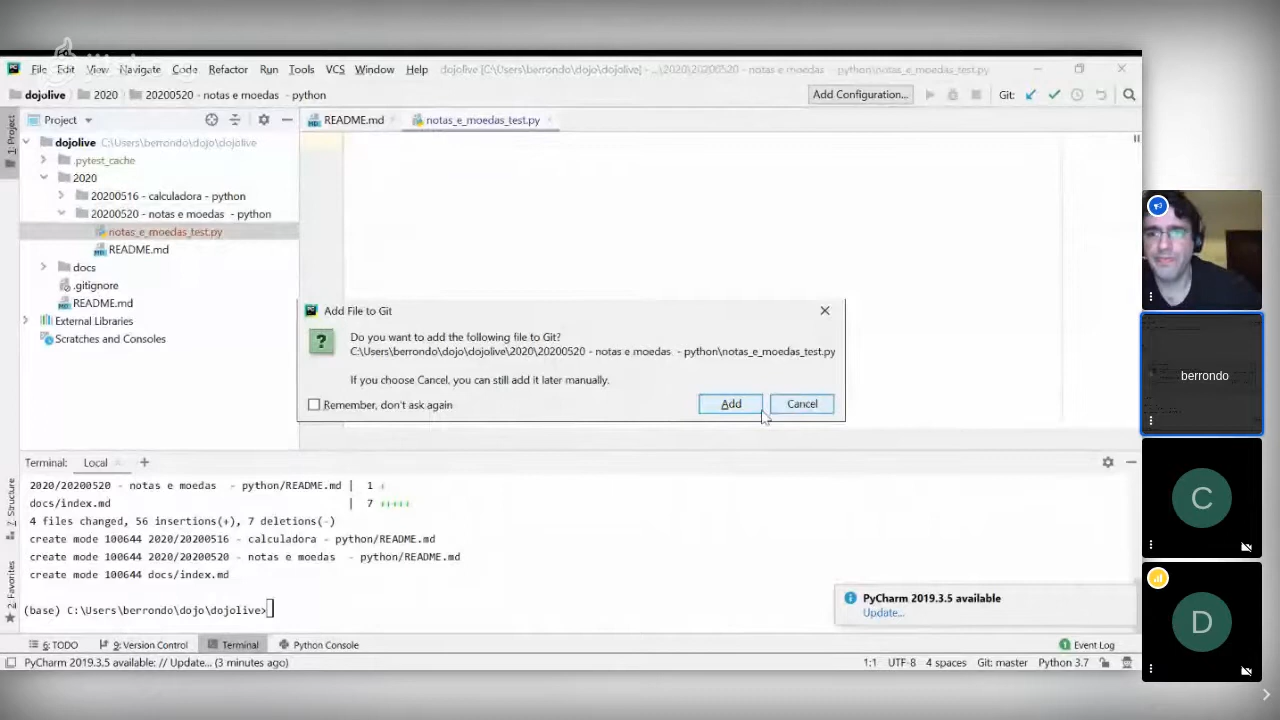 File Edit View Navigate Code Refactor Run Tools VCS Window Help dojolive [C:\Users\berrondo\dojo\dojolive] - ...\2020\20200520 - notas e moedas - python\notas_e_moedas_test.py
dojolive 2020 20200520 - notas e moedas - python Add Configuration... Git:
1: Project
Project README.md notas_e_moedas_test.py
dojolive C:\Users\berrondo\dojo\dojolive
.pytest_cache
2020
20200516 - calculadora - python
20200520 - notas e moedas - python
notas_e_moedas_test.py
README.md
docs
.gitignore
README.md
External Libraries
Scratches and Consoles
Add File to Git
Do you want to add the following file to Git?
C:\Users\berrondo\dojo\dojolive\2020\20200520 - notas e moedas - python\notas_e_moedas_test.py
If you choose Cancel, you can still add it later manually.
Remember, don't ask again Add Cancel
berrondo
Terminal: Local
2020/20200520 - notas e moedas - python/README.md | 1 +
docs/index.md | 7 +++++++
4 files changed, 56 insertions(+), 7 deletions(-)
create mode 100644 2020/20200516 - calculadora - python/README.md
create mode 100644 2020/20200520 - notas e moedas - python/README.md
create mode 100644 docs/index.md
(base) C:\Users\berrondo\dojo\dojolive>
7: Structure
2: Favorites
C
D
PyCharm 2019.3.5 available
Update...
6: TODO 9: Version Control Terminal Python Console 1 Event Log
PyCharm 2019.3.5 available: // Update... (3 minutes ago) 1:1 UTF-8 4 spaces Git: master Python 3.7